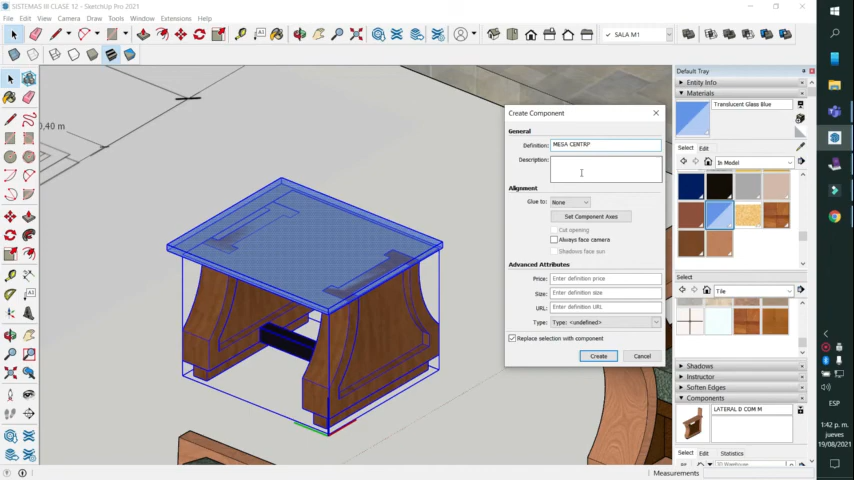 SISTEMAS III CLASE 12 - SketchUp Pro 2021
File Edit View Camera Draw Tools Window Extensions Help
SALA M1
Default Tray
Entity Info
Materials
Translucent Glass Blue
Select Edit
In Model
Select
Tile
Shadows
Instructor
Soften Edges
Components
LATERAL D COM M
Select Edit Statistics
0,40 m
Create Component
General
Definition: MESA CENTRP
Description:
Alignment
Glue to: None
Set Component Axes
Cut opening
Always face camera
Shadows face sun
Advanced Attributes
Price: Enter definition price
Size: Enter definition size
URL: Enter definition URL
Type: Type: <undefined>
Replace selection with component
Create Cancel
Measurements
ESP
1:42 p. m.
jueves
19/08/2021